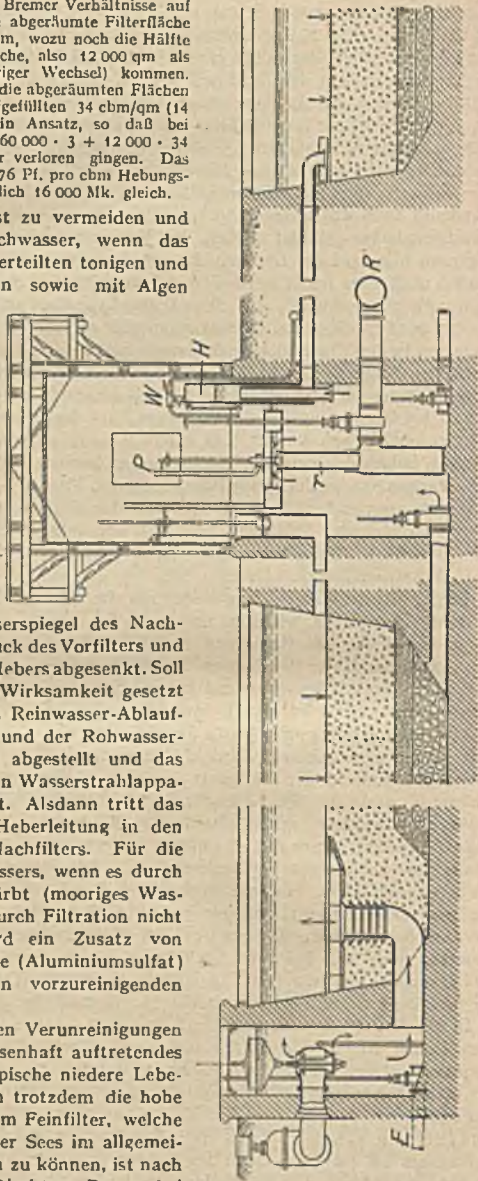 Bremer Verhältnisse auf
abgeräumte Filterfläche
m, wozu noch die Hälfte
che, also 12 000 qm als
riger Wechsel) kommen.
die abgeräumten Flächen
gefüllten 34 cbm/qm (14
in Ansatz, so daß bei
60 000 · 3 + 12 000 · 34
r verloren gingen. Das
76 Pf. pro cbm Hebungs-
lich 16 000 Mk. gleich.
st zu vermeiden und
chwasser, wenn das
erteilten tonigen und
n sowie mit Algen
H
W
R
P
r
serspiegel des Nach-
uck des Vorfilters und
Hebers abgesenkt. Soll
Wirksamkeit gesetzt
Reinwasser-Ablauf-
und der Rohwasser-
abgestellt und das
n Wasserstrahlappa-
t. Alsdann tritt das
Heberleitung in den
Nachfilters. Für die
ssers, wenn es durch
ärbt (mooriges Was-
urch Filtration nicht
rd ein Zusatz von
e (Aluminiumsulfat)
n vorzureinigenden
en Verunreinigungen
senhaft auftretendes
pische niedere Lebe-
n trotzdem die hohe
m Feinfilter, welche
er Sees im allgemei-
n zu können, ist nach
E